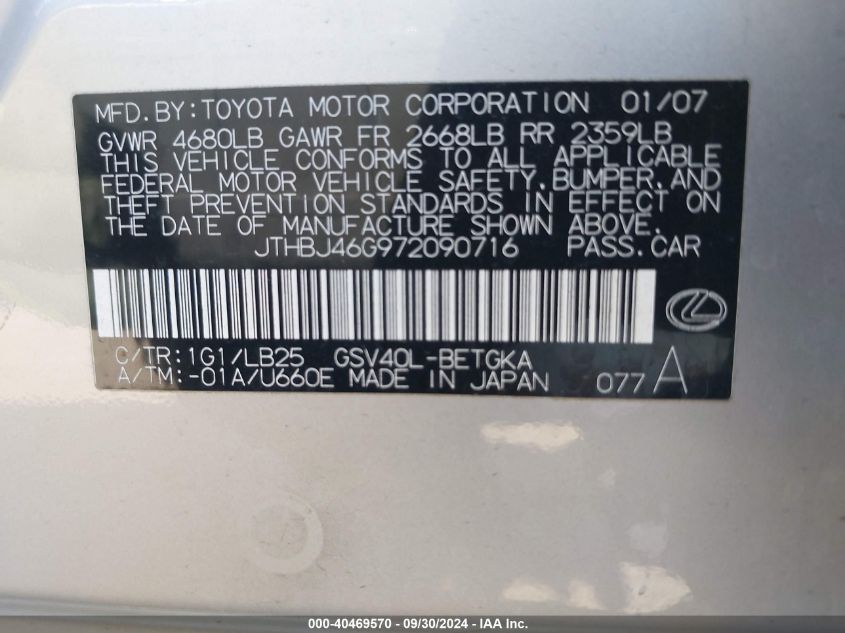 MFD.BY:TOYOTA MOTOR CORPORATION 01/07
GVWR 4680LB GAWR FR 2668LB RR 2359LB
THIS VEHICLE CONFORMS TO ALL APPLICABLE
FEDERAL MOTOR VEHICLE SAFETY,BUMPER,AND
THEFT PREVENTION STANDARDS IN EFFECT ON
THE DATE OF MANUFACTURE SHOWN ABOVE.
JTHBJ46G972090716 PASS.CAR
C/TR:1G1/LB25 GSV40L-BETGKA
A/TM:-01A/U660E MADE IN JAPAN 077A
000-40469570 - 09/30/2024 - IAA Inc.